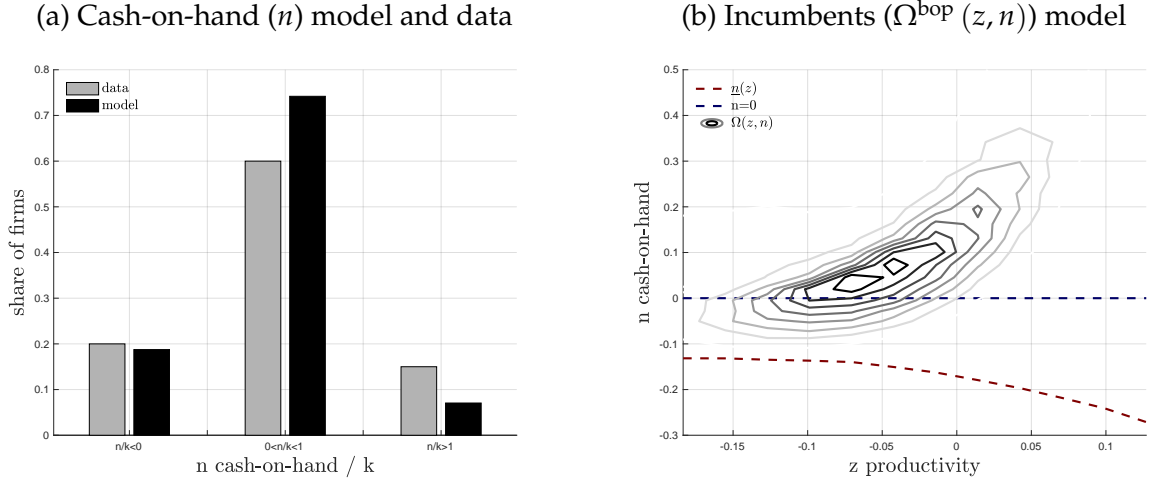 (a) Cash-on-hand (n) model and data
0.8
0.7
0.6
0.5
0.4
0.3
0.2
0.1
0
share of firms
data
model
n/k<0
0<n/k<1
n/k>1
n cash-on-hand / k
(b) Incumbents (Ω^bop (z, n)) model
0.5
0.4
0.3
0.2
0.1
0
-0.1
-0.2
-0.3
n cash-on-hand
n(z)
n=0
Ω(z, n)
-0.15
-0.1
-0.05
0
0.05
0.1
z productivity